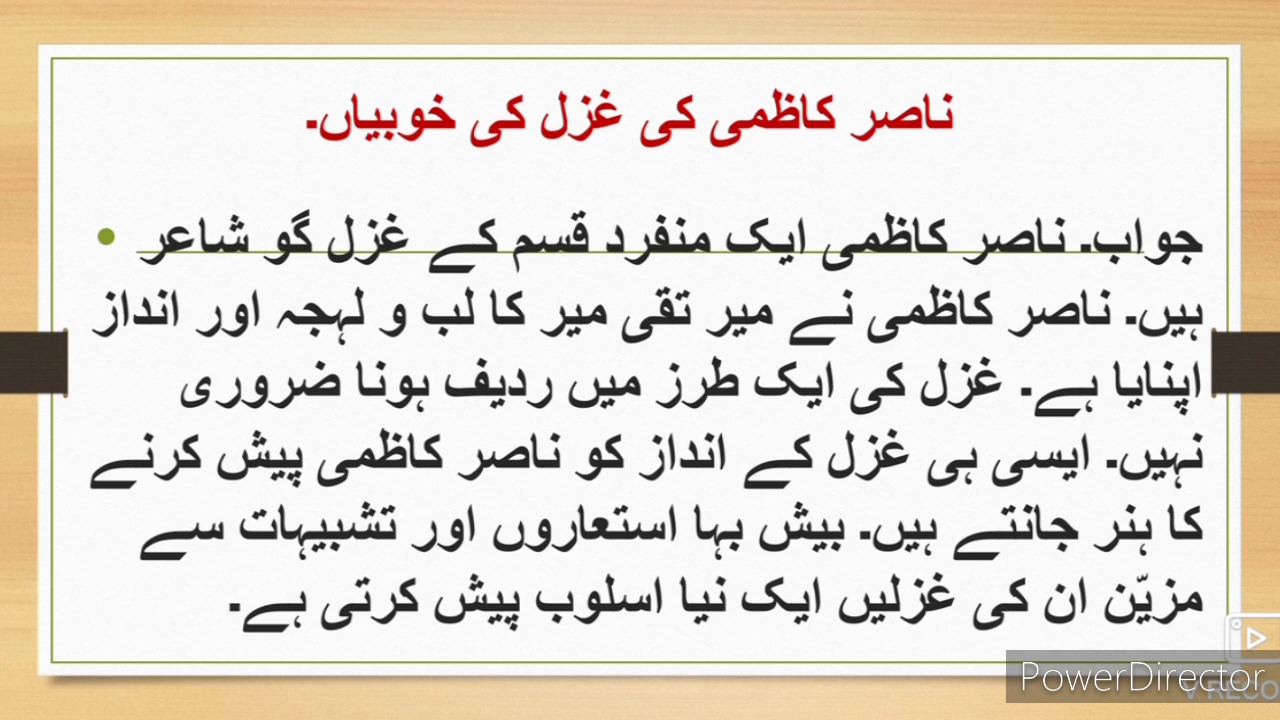 ناصر کاظمی کی غزل کی خوبیاں۔
جواب۔ ناصر کاظمی ایک منفرد قسم کے غزل گو شاعر
ہیں۔ ناصر کاظمی نے میر تقی میر کا لب و لہجہ اور انداز
اپنایا ہے۔ غزل کی ایک طرز میں ردیف ہونا ضروری
نہیں۔ ایسی ہی غزل کے انداز کو ناصر کاظمی پیش کرنے
کا ہنر جانتے ہیں۔ بیش بہا استعاروں اور تشبیہات سے
مزیّن ان کی غزلیں ایک نیا اسلوب پیش کرتی ہے۔
PowerDirector